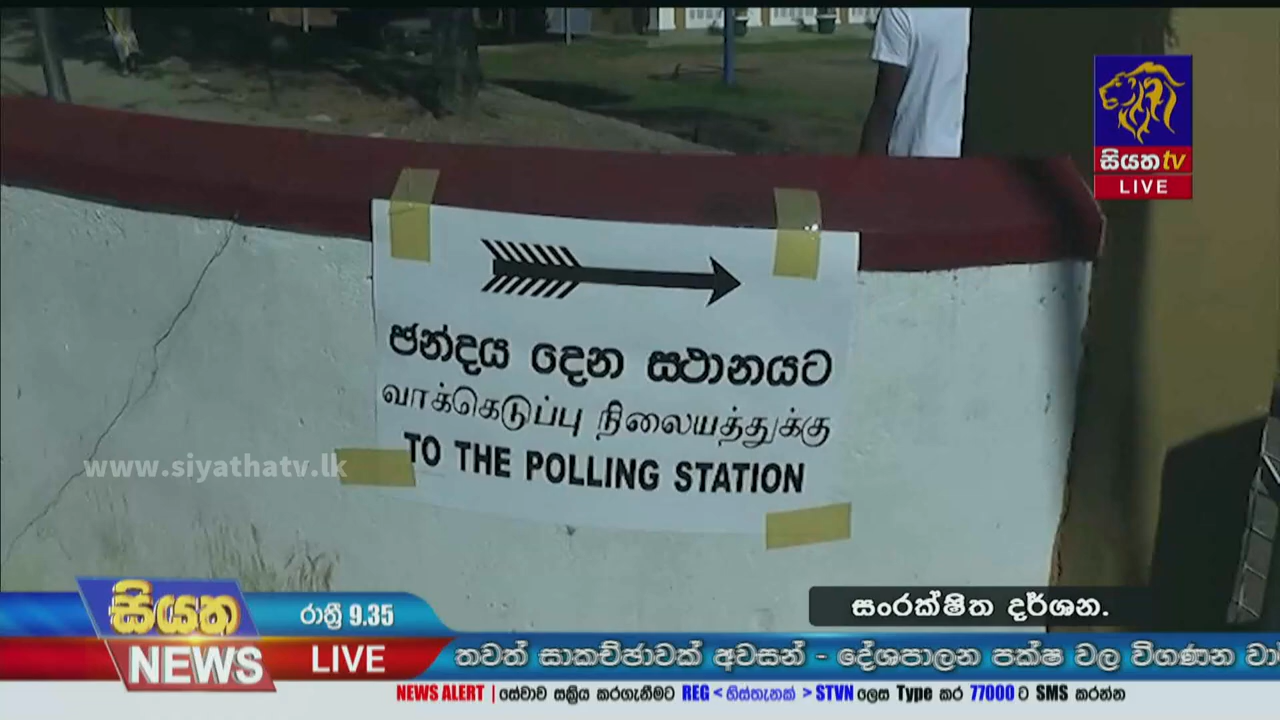 සියත tv
LIVE
ඡන්දය දෙන ස්ථානයට
வாக்கெடுப்பு நிலையத்துக்கு
TO THE POLLING STATION
www.siyathatv.lk
සංරක්ෂිත දර්ශන.
සියත රාත්‍රී 9.35
NEWS LIVE තවත් සාකච්ඡාවක් අවසන් - දේශපාලන පක්ෂ වල විගණන
NEWS ALERT | සේවාව සක්‍රිය කරගැනීමට REG < හිස්තැනක් > STVN ලෙස Type කර 77000 ට SMS කරන්න